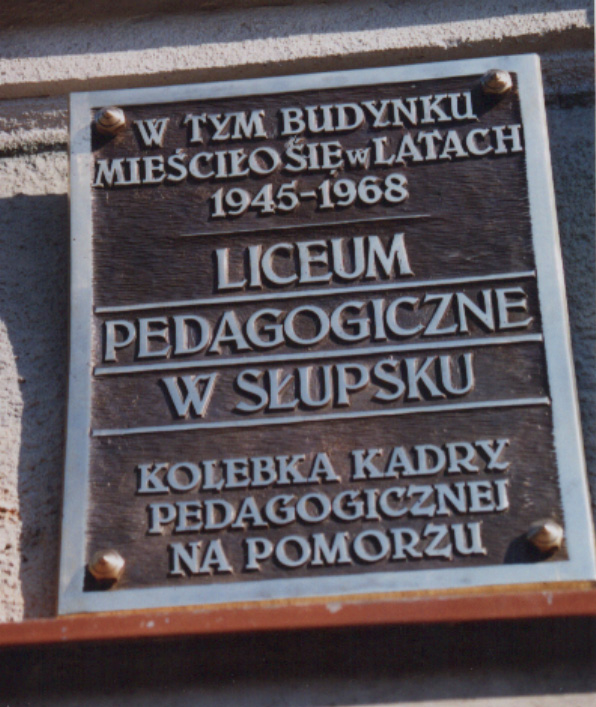 W TYM BUDYNKU
MIEŚCIŁO SIĘ W LATACH
1945-1968
LICEUM
PEDAGOGICZNE
W SŁUPSKU
KOLEBKA KADRY
PEDAGOGICZNEJ
NA POMORZU